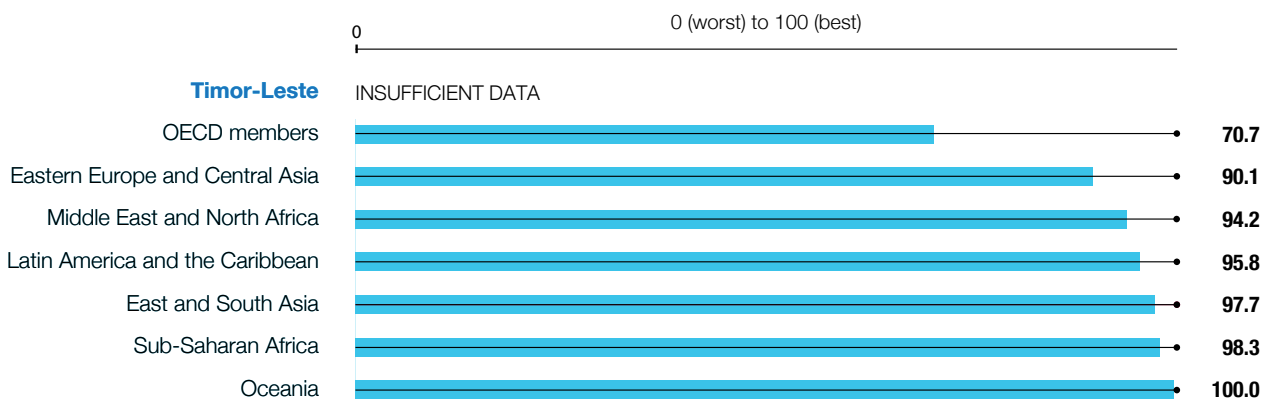 0 (worst) to 100 (best)
0
Timor-Leste INSUFFICIENT DATA
OECD members 70.7
Eastern Europe and Central Asia 90.1
Middle East and North Africa 94.2
Latin America and the Caribbean 95.8
East and South Asia 97.7
Sub-Saharan Africa 98.3
Oceania 100.0